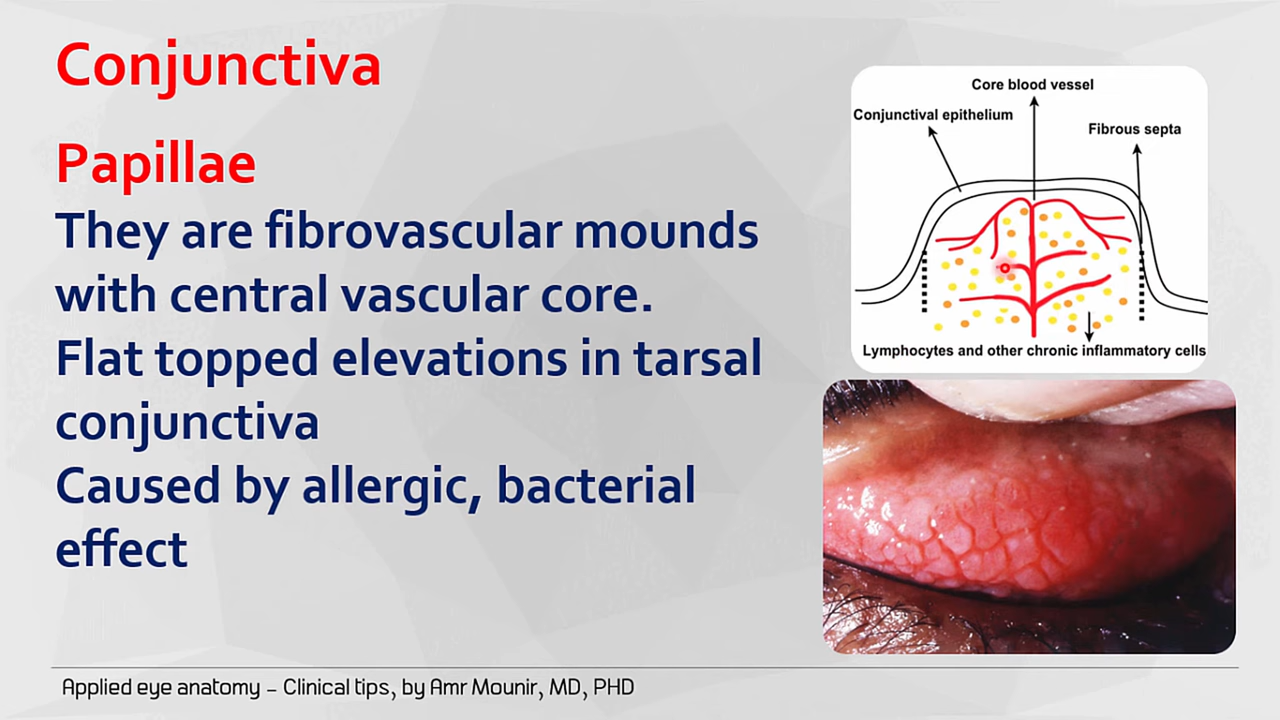 Conjunctiva
Papillae
They are fibrovascular mounds
with central vascular core.
Flat topped elevations in tarsal
conjunctiva
Caused by allergic, bacterial
effect
Core blood vessel
Conjunctival epithelium
Fibrous septa
Lymphocytes and other chronic inflammatory cells
Applied eye anatomy – Clinical tips, by Amr Mounir, MD, PHD